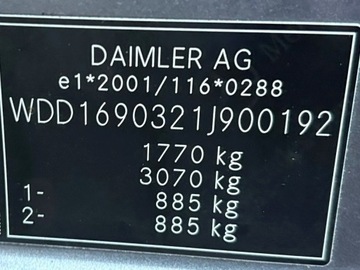 DAIMLER AG
e1*2001/116*0288
WDD1690321J900192
1770 kg
3070 kg
1- 885 kg
2- 885 kg